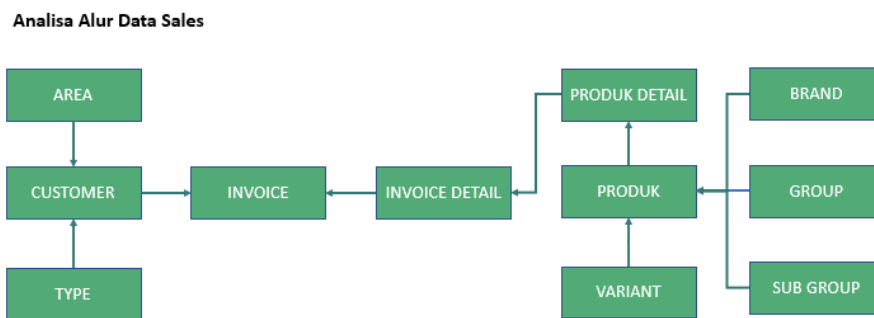 Analisa Alur Data Sales
AREA
PRODUK DETAIL
BRAND
CUSTOMER
INVOICE
INVOICE DETAIL
PRODUK
GROUP
TYPE
VARIANT
SUB GROUP